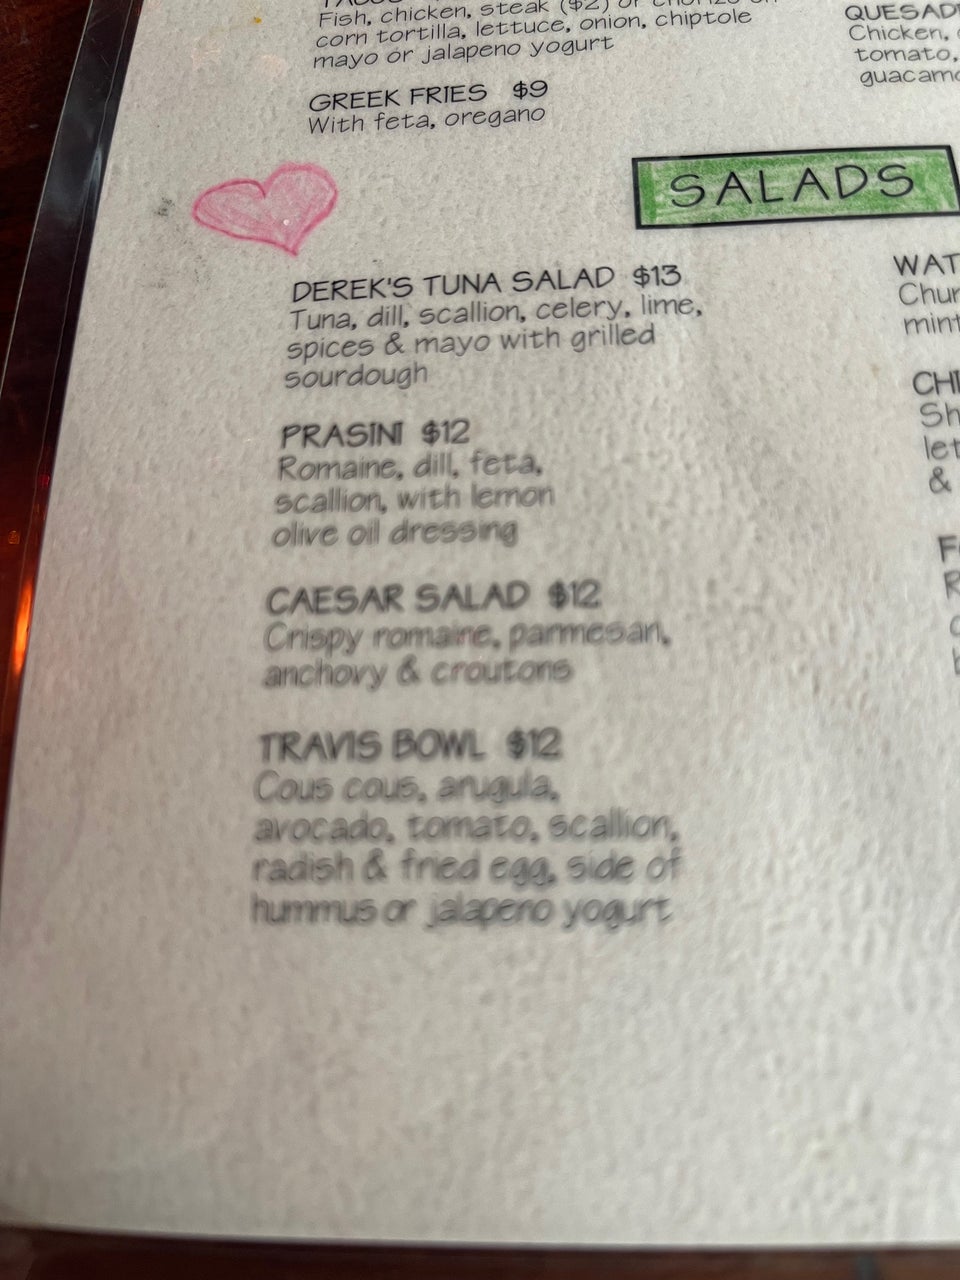 Fish, chicken, steak ($2) or chorizo on
corn tortilla, lettuce, onion, chiptole
mayo or jalapeno yogurt
GREEK FRIES $9
With feta, oregano
SALADS
DEREK'S TUNA SALAD $13
Tuna, dill, scallion, celery, lime,
spices & mayo with grilled
sourdough
PRASINI $12
Romaine, dill, feta,
scallion, with lemon
olive oil dressing
CAESAR SALAD $12
Crispy romaine, parmesan,
anchovy & croutons
TRAVIS BOWL $12
Cous cous, arugula,
avocado, tomato, scallion,
radish & fried egg, side of
hummus or jalapeno yogurt
Chicken,
tomato,
&